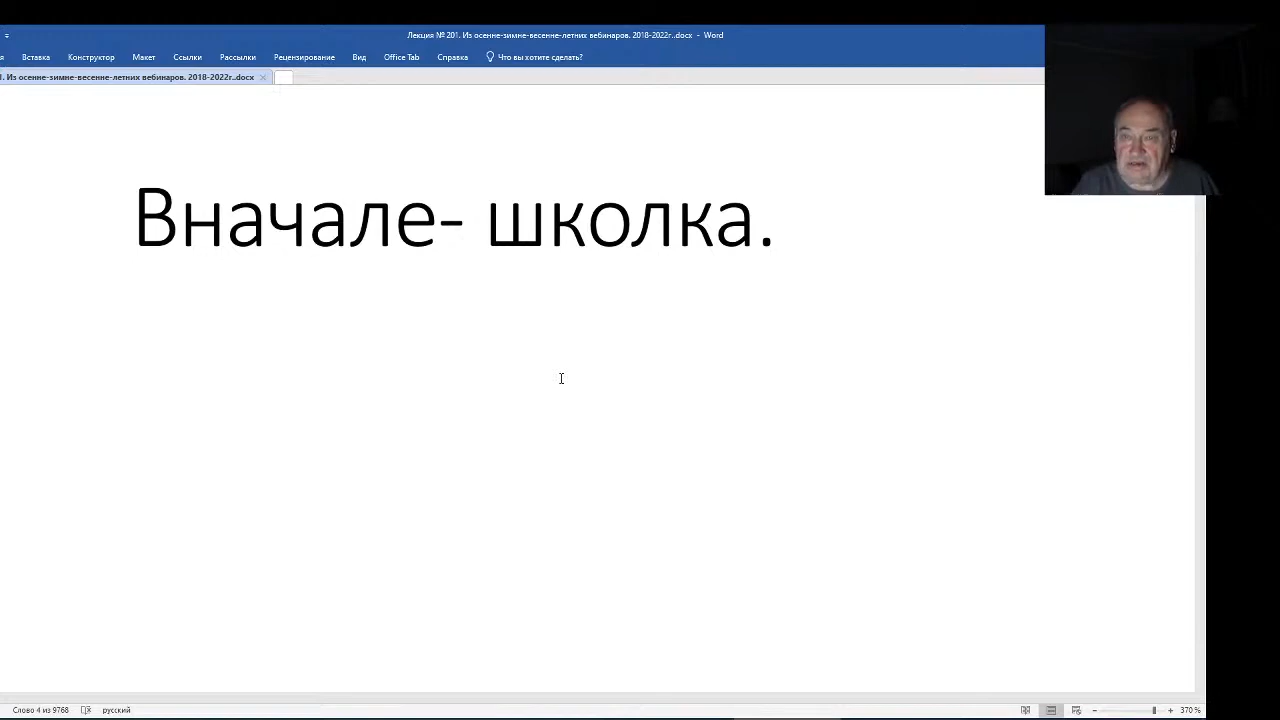 Лекция № 201. Из осенне-зимне-весенне-летних вебинаров. 2018-2022г..docx - Word
Вставка Конструктор Макет Ссылки Рассылки Рецензирование Вид Office Tab Справка Что вы хотите сделать?
1. Из осенне-зимне-весенне-летних вебинаров. 2018-2022г..docx
Вначале- школка.
Слово 4 из 9768 русский 370 %